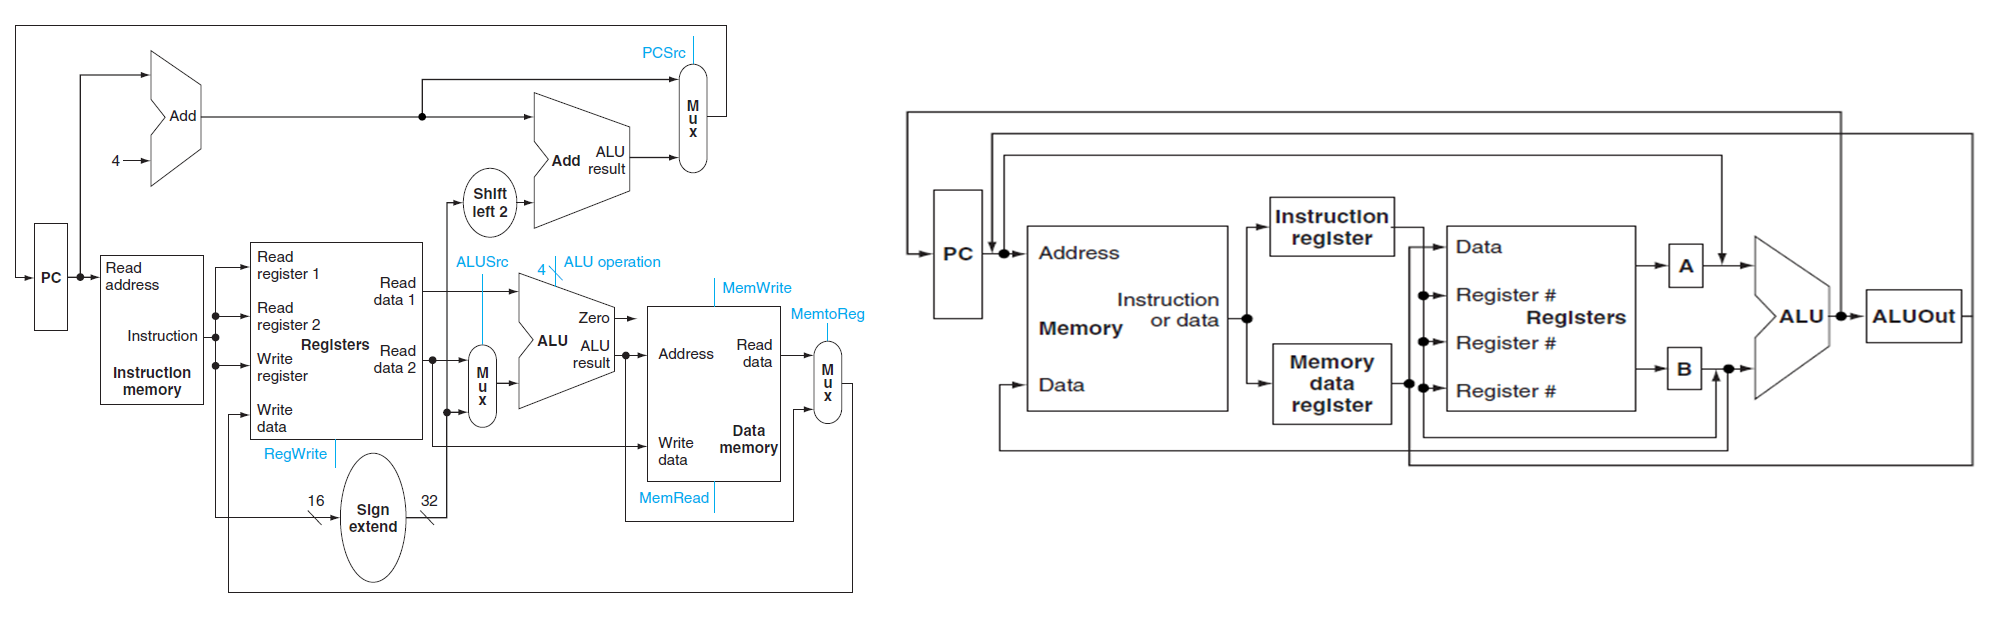 PCSrc
M
u
x
Add
4
Add
ALU
result
Shift
left 2
PC
Read
address
Instruction
Instruction
memory
Read
register 1
Read
register 2
Write
register
Write
data
Registers
Read
data 1
Read
data 2
RegWrite
16
Sign
extend
32
ALUSrc
M
u
x
4
ALU operation
Zero
ALU
ALU
result
MemWrite
Address
Read
data
Write
data
Data
memory
MemRead
MemtoReg
M
u
x
PC
Address
Instruction
or data
Memory
Data
Instruction
register
Memory
data
register
Data
Register #
Registers
Register #
Register #
A
B
ALU
ALUOut